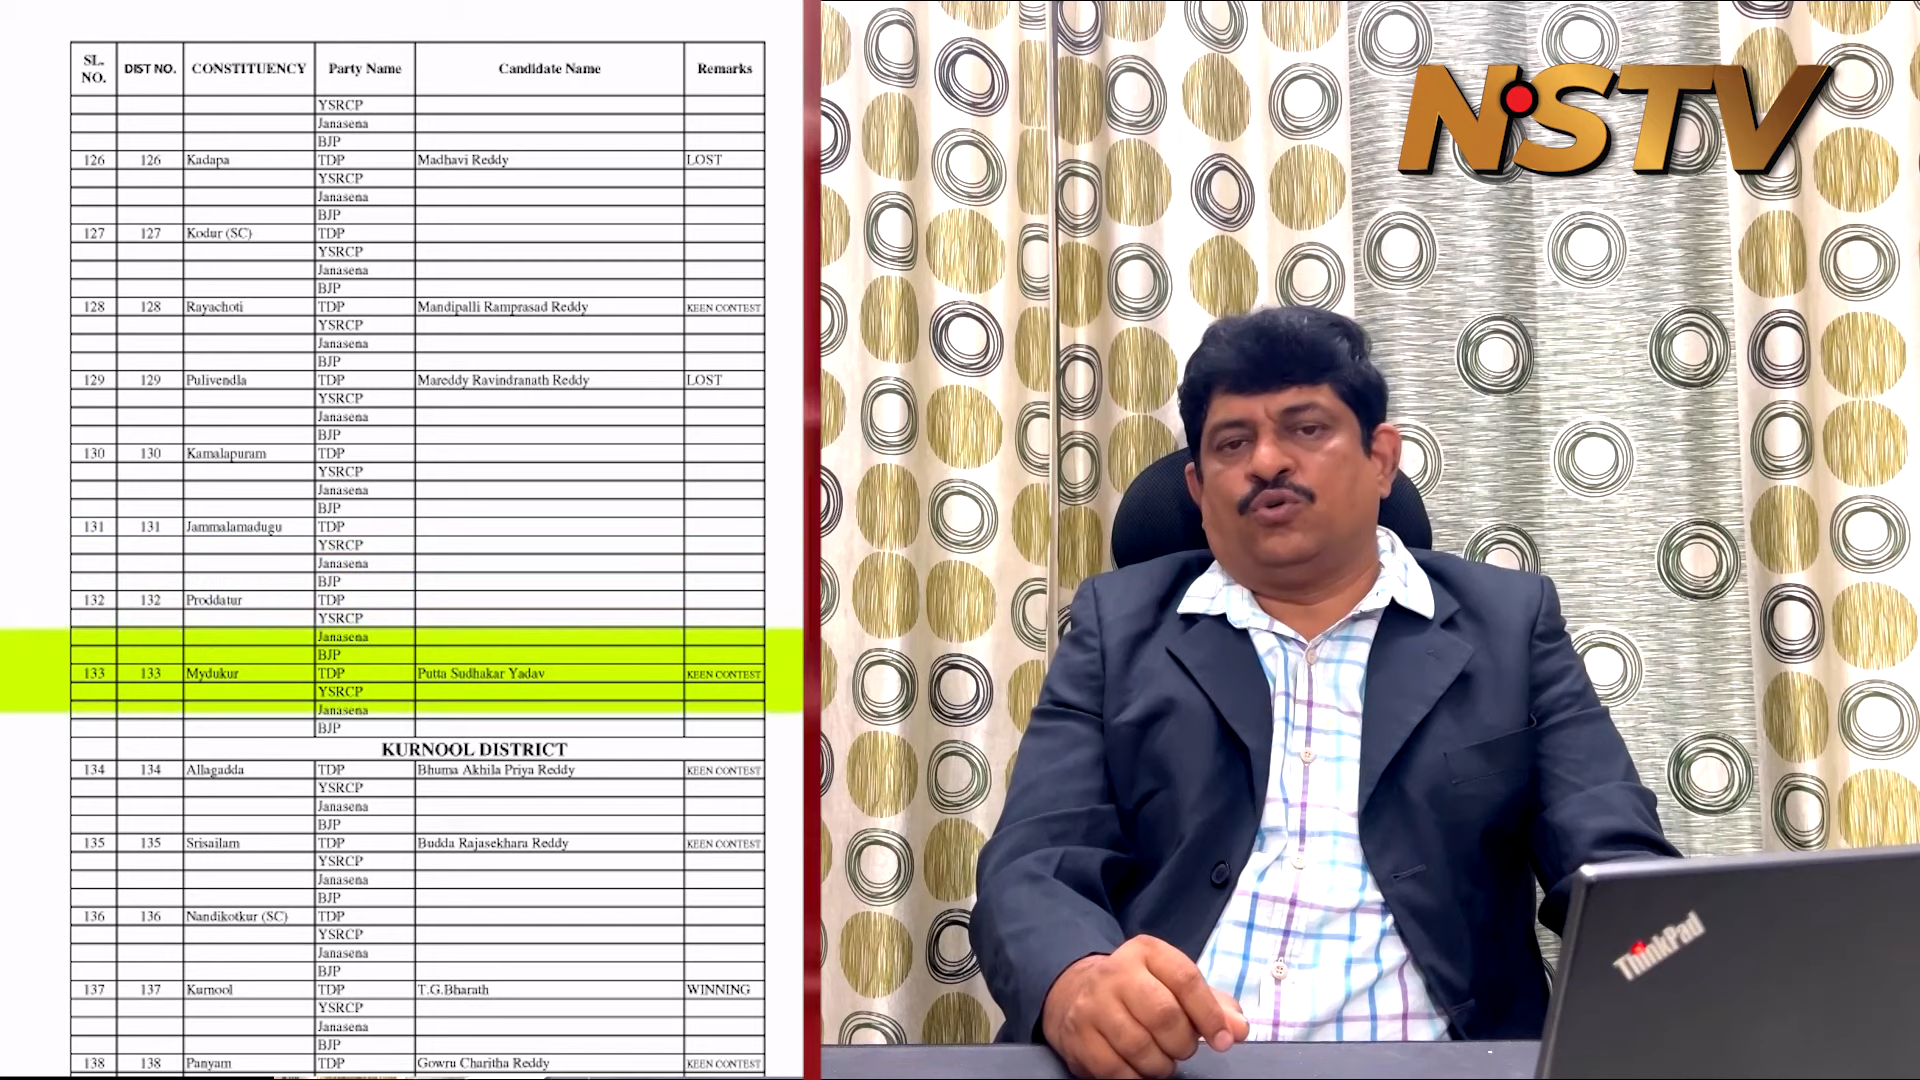 SL. NO. DIST NO. CONSTITUENCY Party Name Candidate Name Remarks
YSRCP
Janasena
BJP
126 126 Kadapa TDP Madhavi Reddy LOST
YSRCP
Janasena
BJP
127 127 Kodur (SC) TDP
YSRCP
Janasena
BJP
128 128 Rayachoti TDP Mandipalli Ramprasad Reddy KEEN CONTEST
YSRCP
Janasena
BJP
129 129 Pulivendla TDP Mareddy Ravindranath Reddy LOST
YSRCP
Janasena
BJP
130 130 Kamalapuram TDP
YSRCP
Janasena
BJP
131 131 Jammalamadugu TDP
YSRCP
Janasena
BJP
132 132 Proddatur TDP
YSRCP
Janasena
BJP
133 133 Mydukur TDP Putta Sudhakar Yadav KEEN CONTEST
YSRCP
Janasena
BJP
KURNOOL DISTRICT
134 134 Allagadda TDP Bhuma Akhila Priya Reddy KEEN CONTEST
YSRCP
Janasena
BJP
135 135 Srisailam TDP Budda Rajasekhara Reddy KEEN CONTEST
YSRCP
Janasena
BJP
136 136 Nandikotkur (SC) TDP
YSRCP
Janasena
BJP
137 137 Kurnool TDP T.G.Bharath WINNING
YSRCP
Janasena
BJP
138 138 Panyam TDP Gowru Charitha Reddy KEEN CONTEST
NSTV
ThinkPad